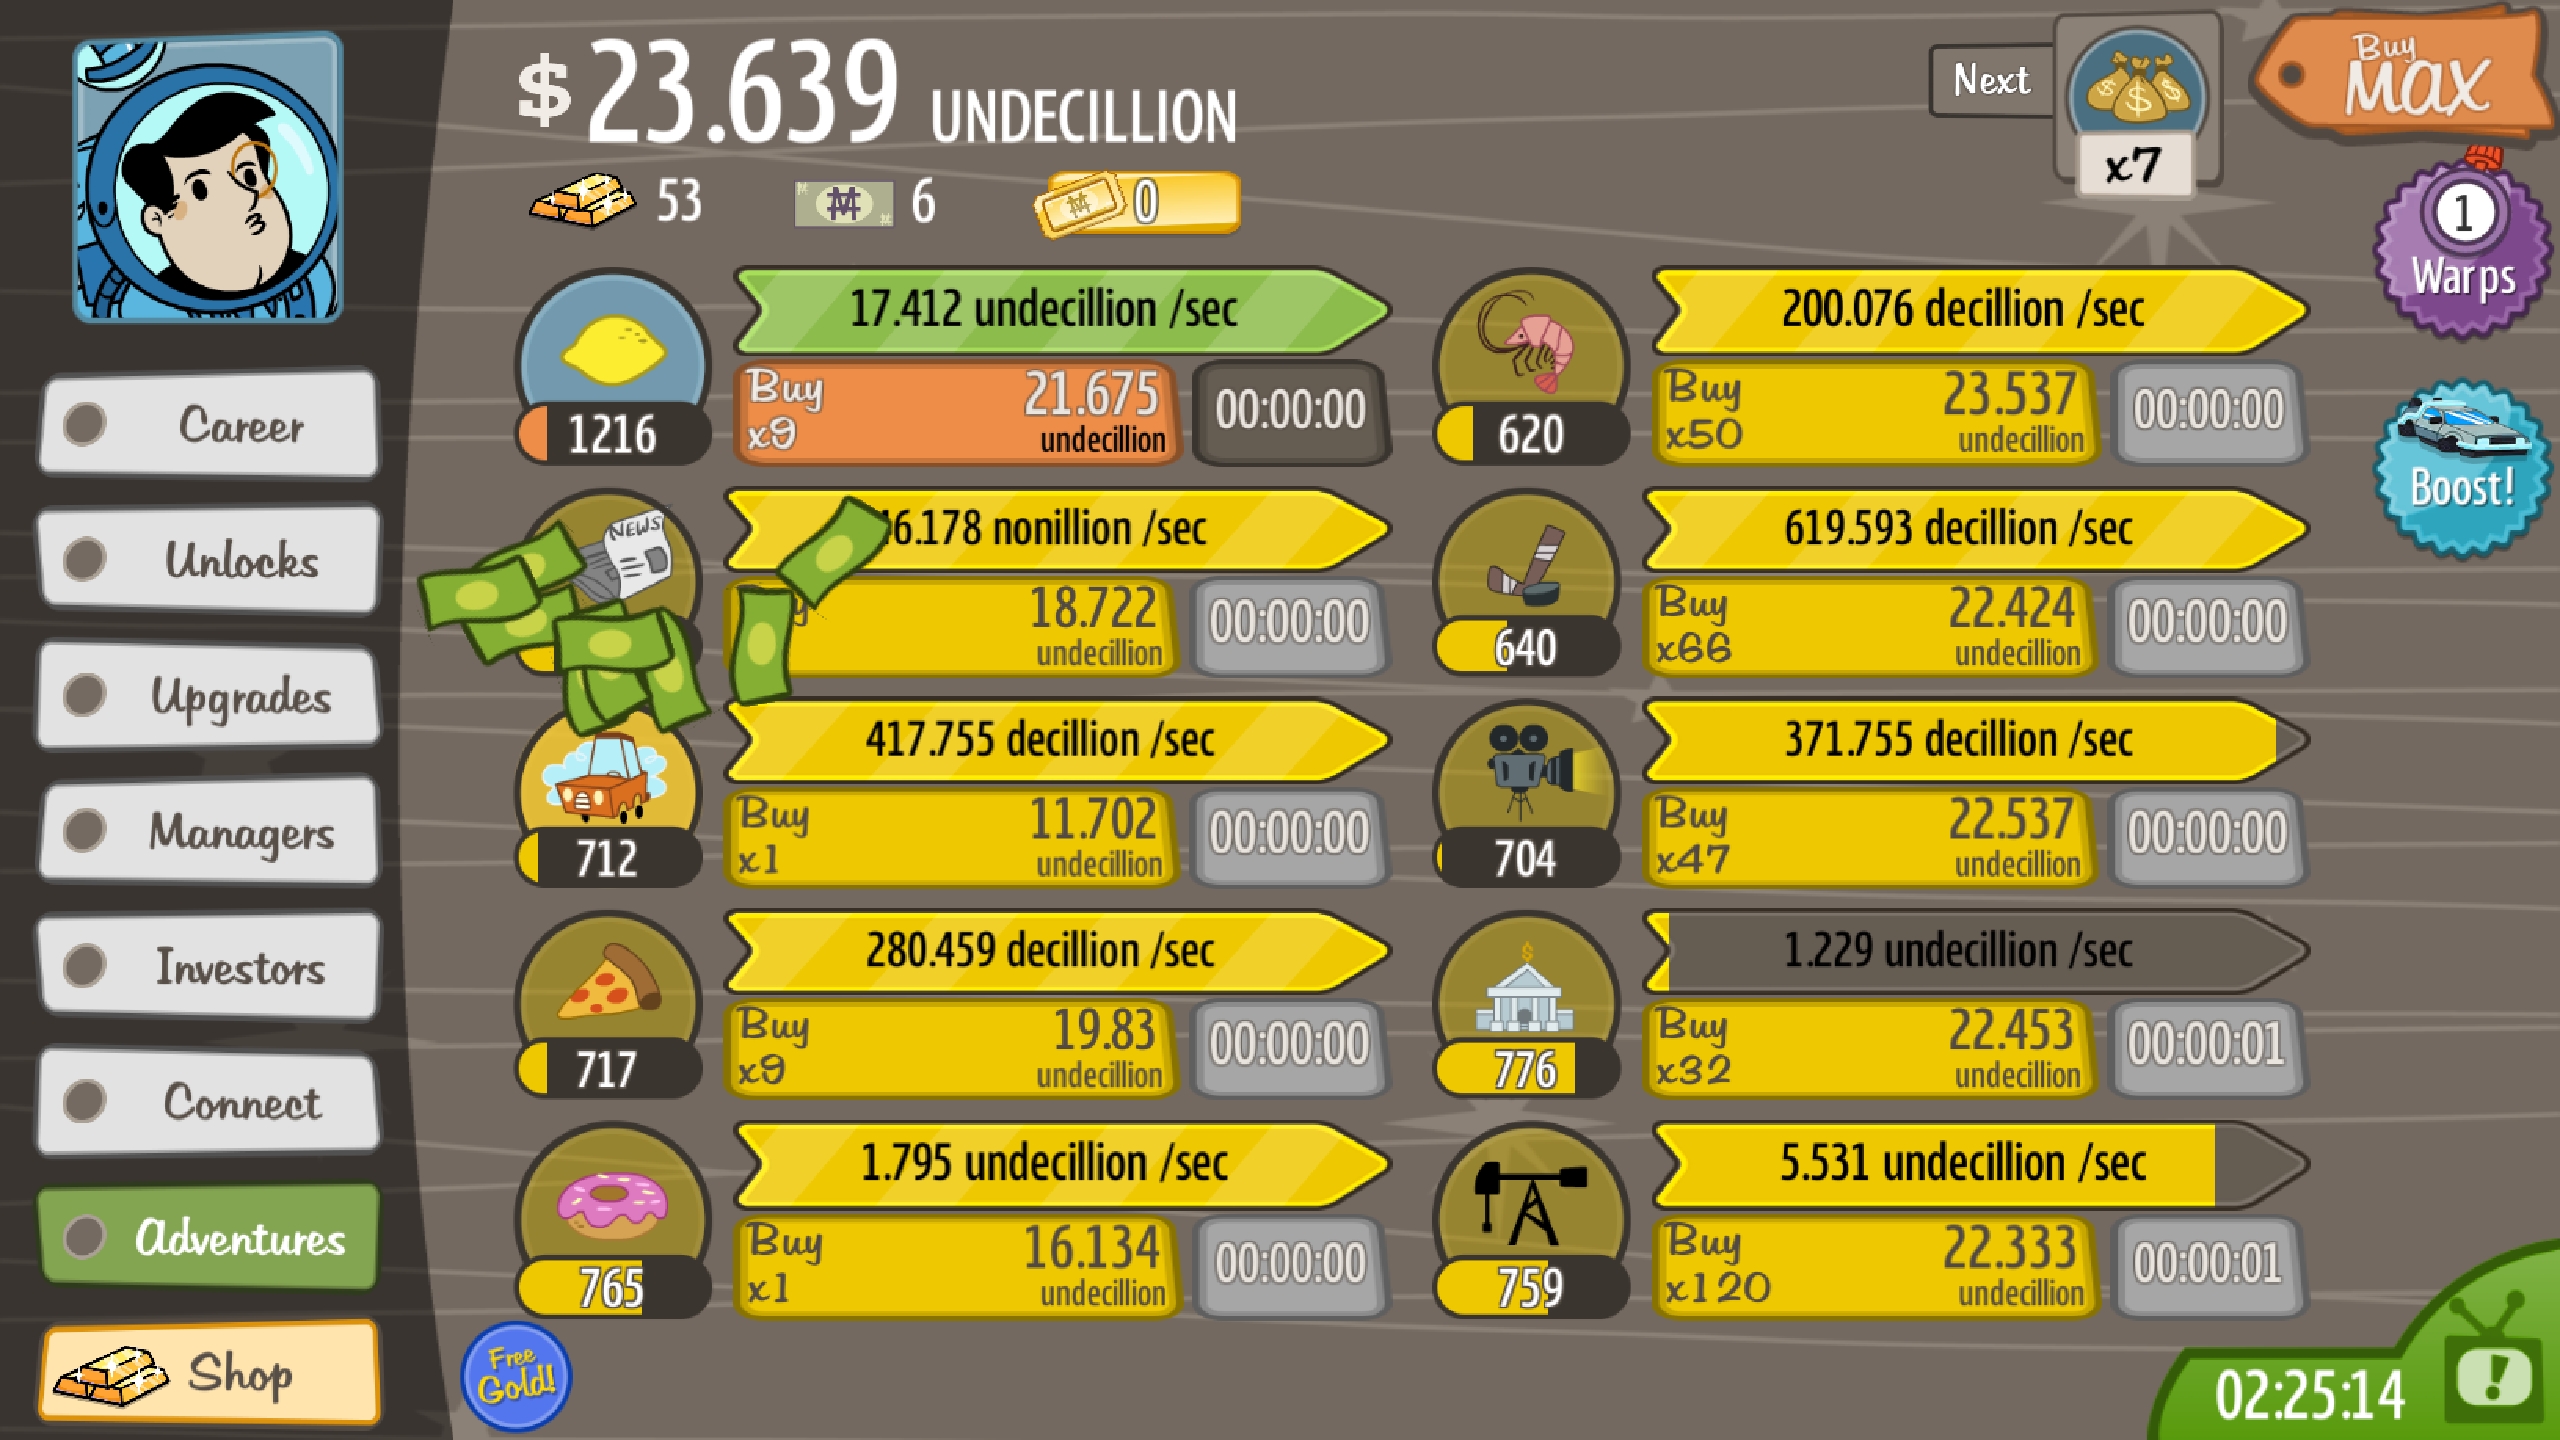 $23.639 UNDECILLION
53
6
0
Next
x7
Buy
MAX
1
Warps
Boost!
Career
Unlocks
Upgrades
Managers
Investors
Connect
Adventures
Shop
17.412 undecillion /sec
1216
Buy
x9
21.675
undecillion
00:00:00
NEWS
6.178 nonillion /sec
18.722
undecillion
00:00:00
417.755 decillion /sec
712
Buy
x1
11.702
undecillion
00:00:00
280.459 decillion /sec
717
Buy
x9
19.83
undecillion
00:00:00
1.795 undecillion /sec
765
Buy
x1
16.134
undecillion
00:00:00
200.076 decillion /sec
620
Buy
x50
23.537
undecillion
00:00:00
619.593 decillion /sec
640
Buy
x66
22.424
undecillion
00:00:00
371.755 decillion /sec
704
Buy
x47
22.537
undecillion
00:00:00
1.229 undecillion /sec
776
Buy
x32
22.453
undecillion
00:00:01
5.531 undecillion /sec
759
Buy
x120
22.333
undecillion
00:00:01
Free
Gold!
02:25:14
!